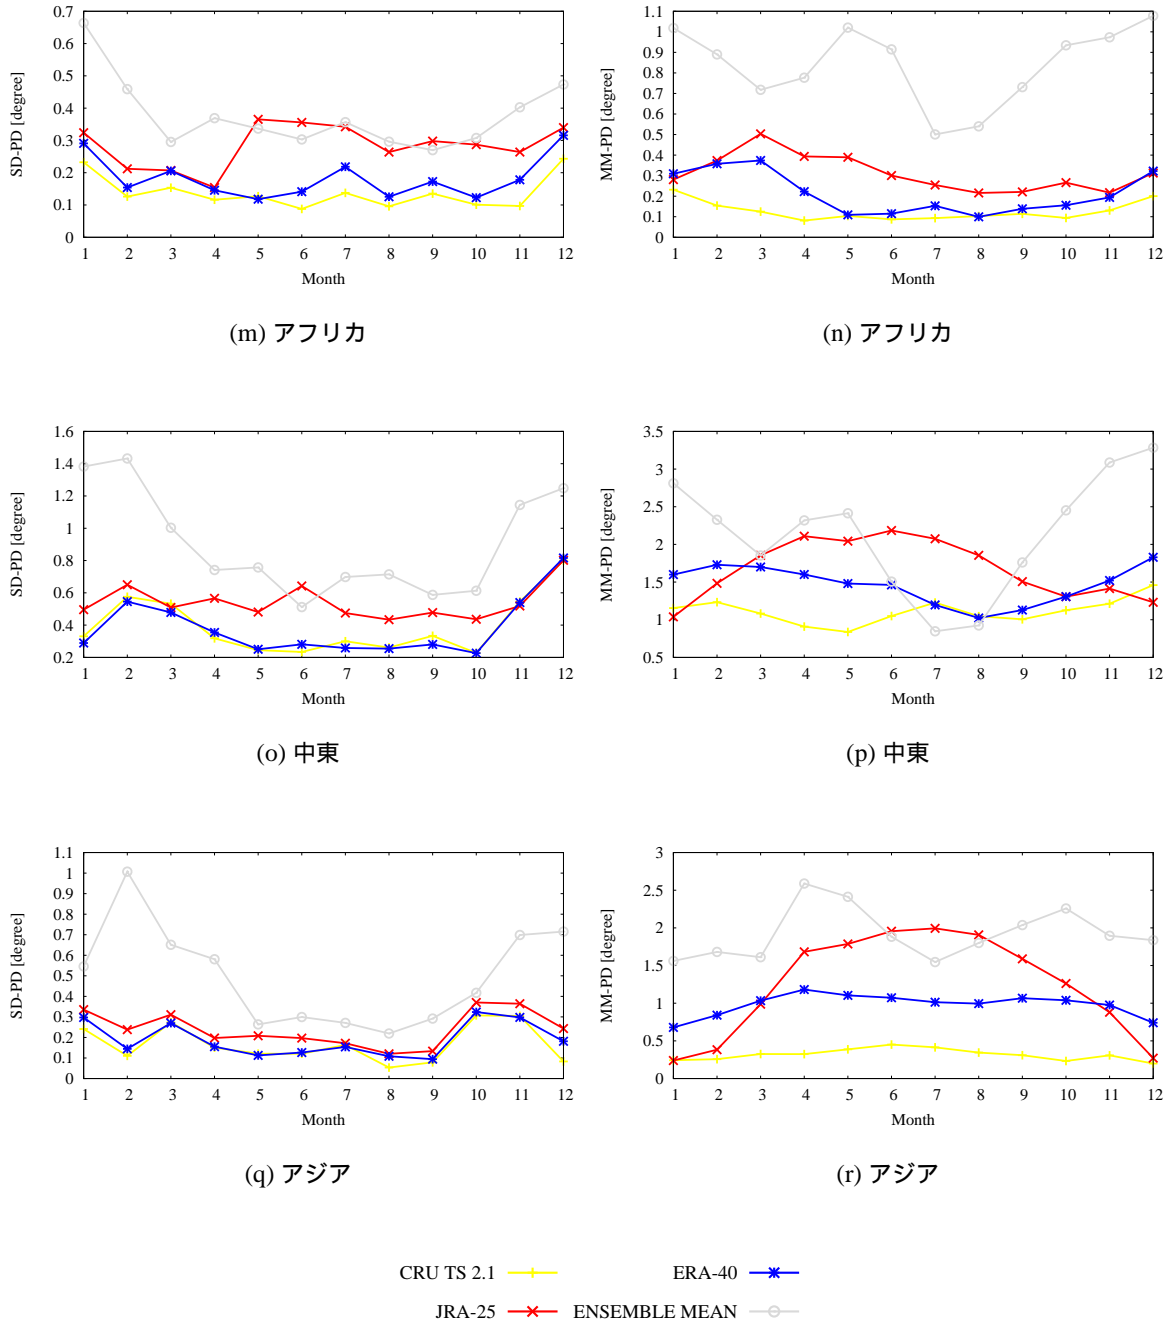 0.7
0.6
0.5
0.4
0.3
0.2
0.1
0
SD-PD [degree]
1 2 3 4 5 6 7 8 9 10 11 12
Month
(m) アフリカ
1.1
1
0.9
0.8
0.7
0.6
0.5
0.4
0.3
0.2
0.1
0
MM-PD [degree]
1 2 3 4 5 6 7 8 9 10 11 12
Month
(n) アフリカ
1.6
1.4
1.2
1
0.8
0.6
0.4
0.2
SD-PD [degree]
1 2 3 4 5 6 7 8 9 10 11 12
Month
(o) 中東
3.5
3
2.5
2
1.5
1
0.5
MM-PD [degree]
1 2 3 4 5 6 7 8 9 10 11 12
Month
(p) 中東
1.1
1
0.9
0.8
0.7
0.6
0.5
0.4
0.3
0.2
0.1
0
SD-PD [degree]
1 2 3 4 5 6 7 8 9 10 11 12
Month
(q) アジア
3
2.5
2
1.5
1
0.5
0
MM-PD [degree]
1 2 3 4 5 6 7 8 9 10 11 12
Month
(r) アジア
CRU TS 2.1
ERA-40
JRA-25
ENSEMBLE MEAN